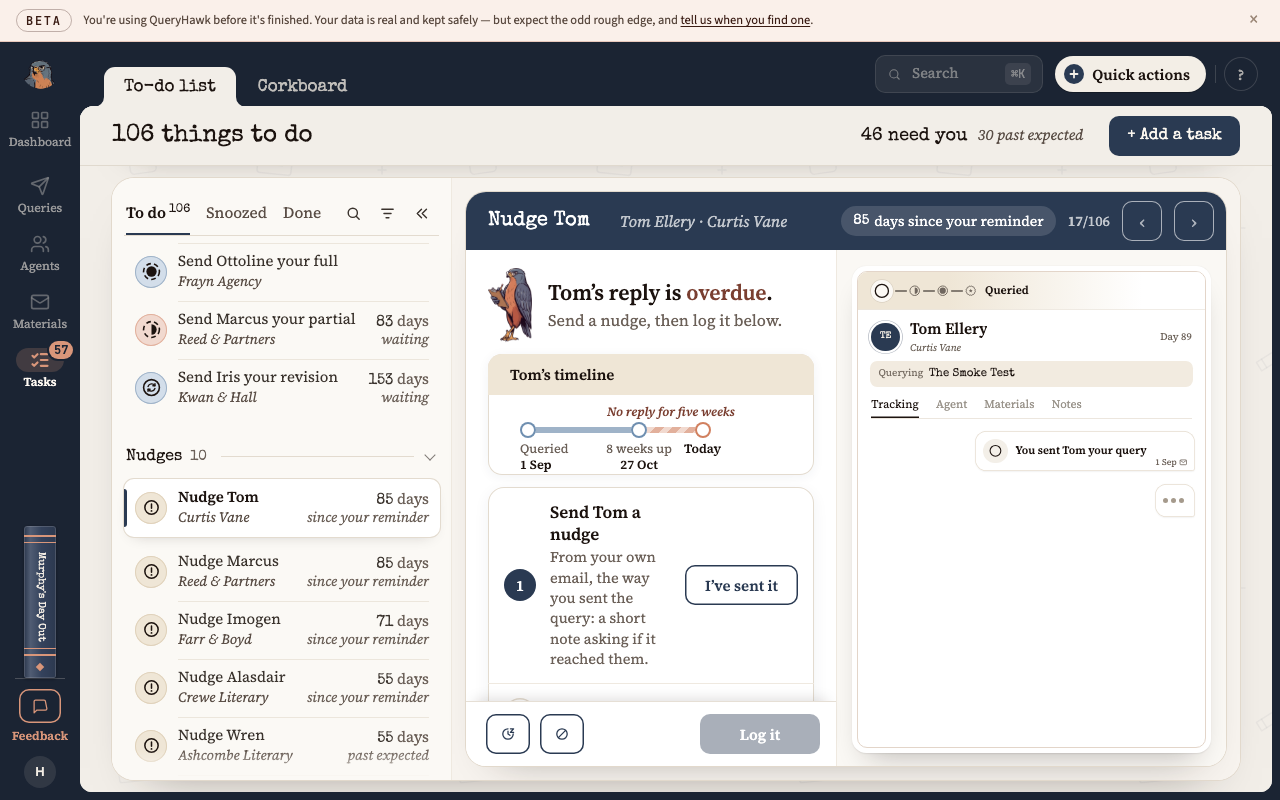 BETA
You're using QueryHawk before it's finished. Your data is real and kept safely — but expect the odd rough edge, and tell us when you find one.
×
To-do list
Corkboard
Search
⌘K
+ Quick actions
?
Dashboard
Queries
Agents
Materials
57
Tasks
Murphy's Day Out
Feedback
H
106 things to do
46 need you
30 past expected
+ Add a task
To do 106
Snoozed
Done
Send Ottoline your full
Frayn Agency
Send Marcus your partial
83 days
Reed & Partners
waiting
Send Iris your revision
153 days
Kwan & Hall
waiting
Nudges 10
Nudge Tom
85 days
Curtis Vane
since your reminder
Nudge Marcus
85 days
Reed & Partners
since your reminder
Nudge Imogen
71 days
Farr & Boyd
since your reminder
Nudge Alasdair
55 days
Crewe Literary
since your reminder
Nudge Wren
55 days
Ashcombe Literary
past expected
Nudge Tom
Tom Ellery · Curtis Vane
85 days since your reminder
17/106
Tom's reply is overdue.
Send a nudge, then log it below.
Tom's timeline
No reply for five weeks
Queried
8 weeks up
Today
1 Sep
27 Oct
1
Send Tom a
nudge
From your own
email, the way
you sent the
query: a short
note asking if it
reached them.
I've sent it
Log it
Queried
TE
Tom Ellery
Curtis Vane
Day 89
Querying The Smoke Test
Tracking
Agent
Materials
Notes
You sent Tom your query
1 Sep